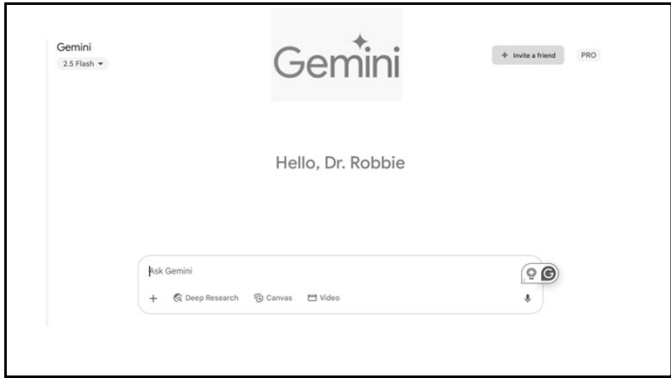 Gemini
2.5 Flash
Gemini
Invite a friend
PRO
Hello, Dr. Robbie
Ask Gemini
Deep Research Canvas Video